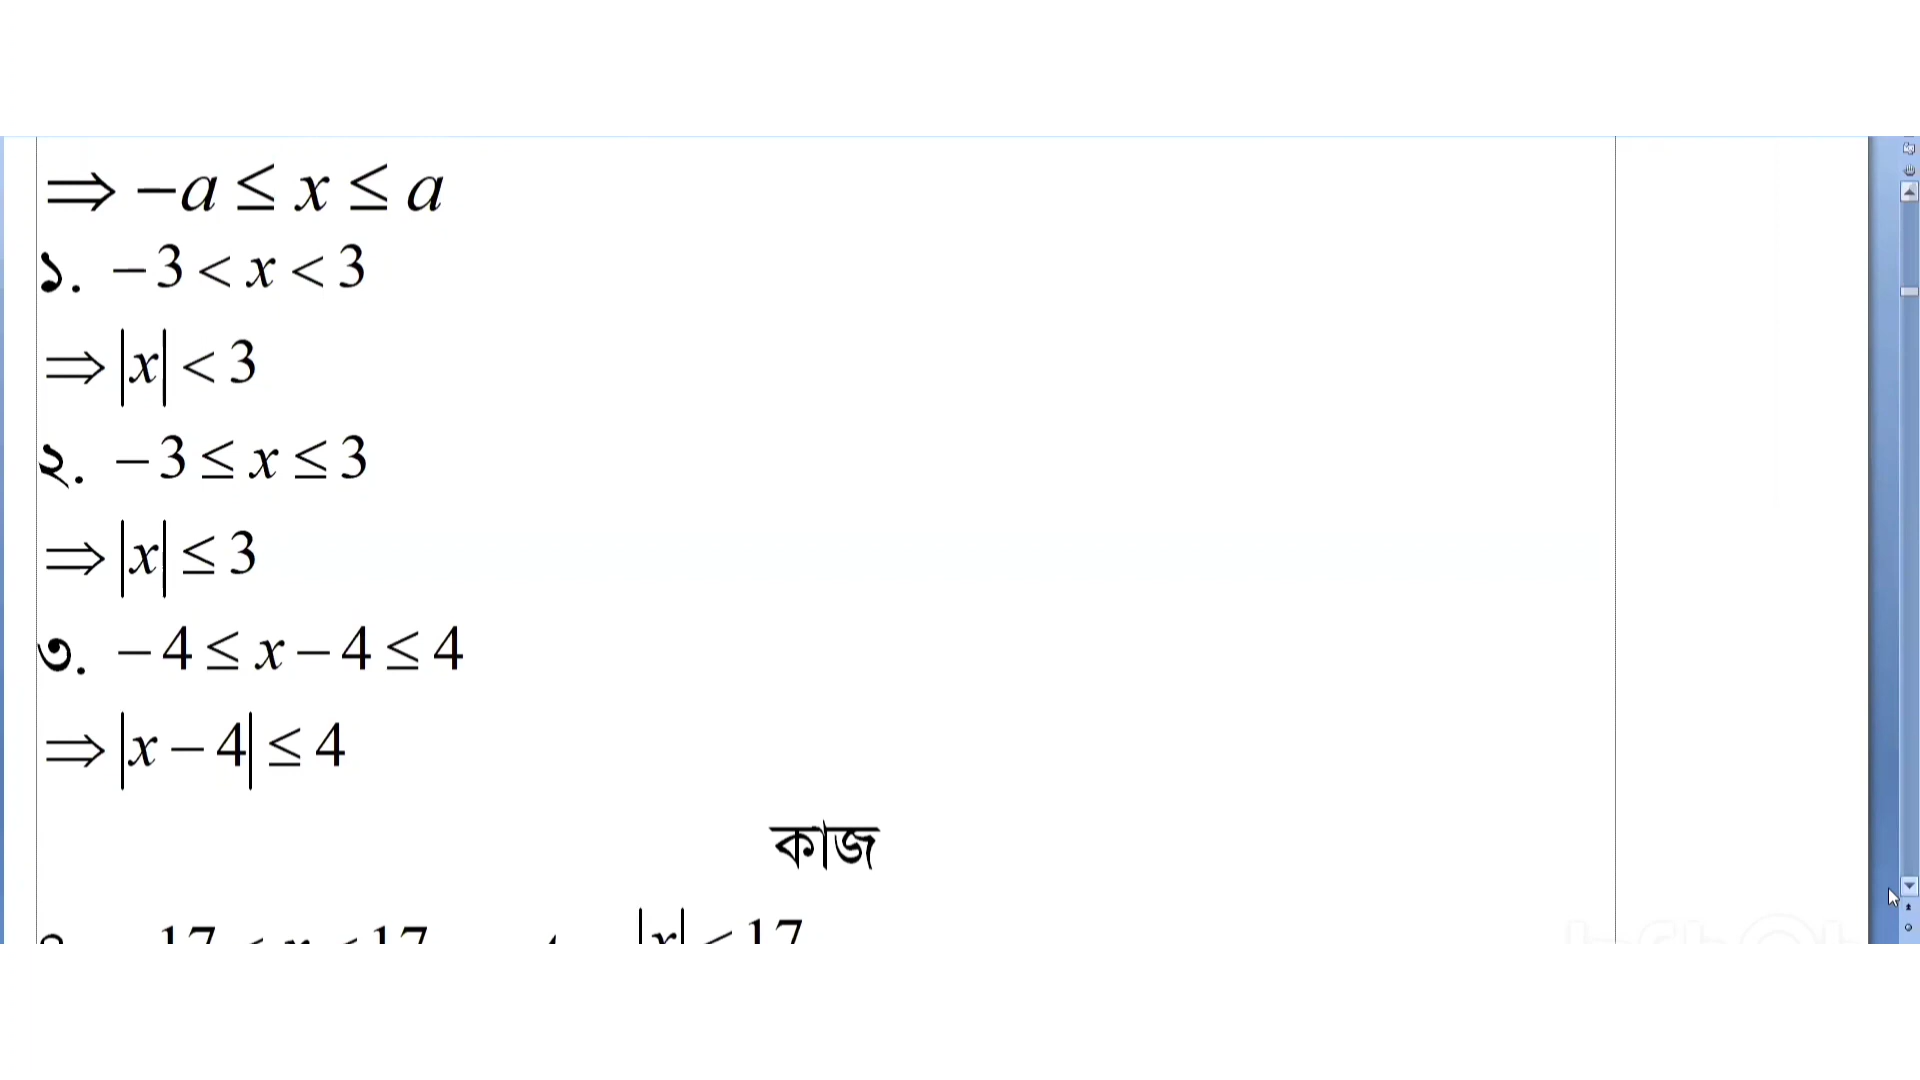 ⇒ −a ≤ x ≤ a
১. −3 < x < 3
⇒ |x| < 3
২. −3 ≤ x ≤ 3
⇒ |x| ≤ 3
৩. −4 ≤ x − 4 ≤ 4
⇒ |x − 4| ≤ 4
কাজ